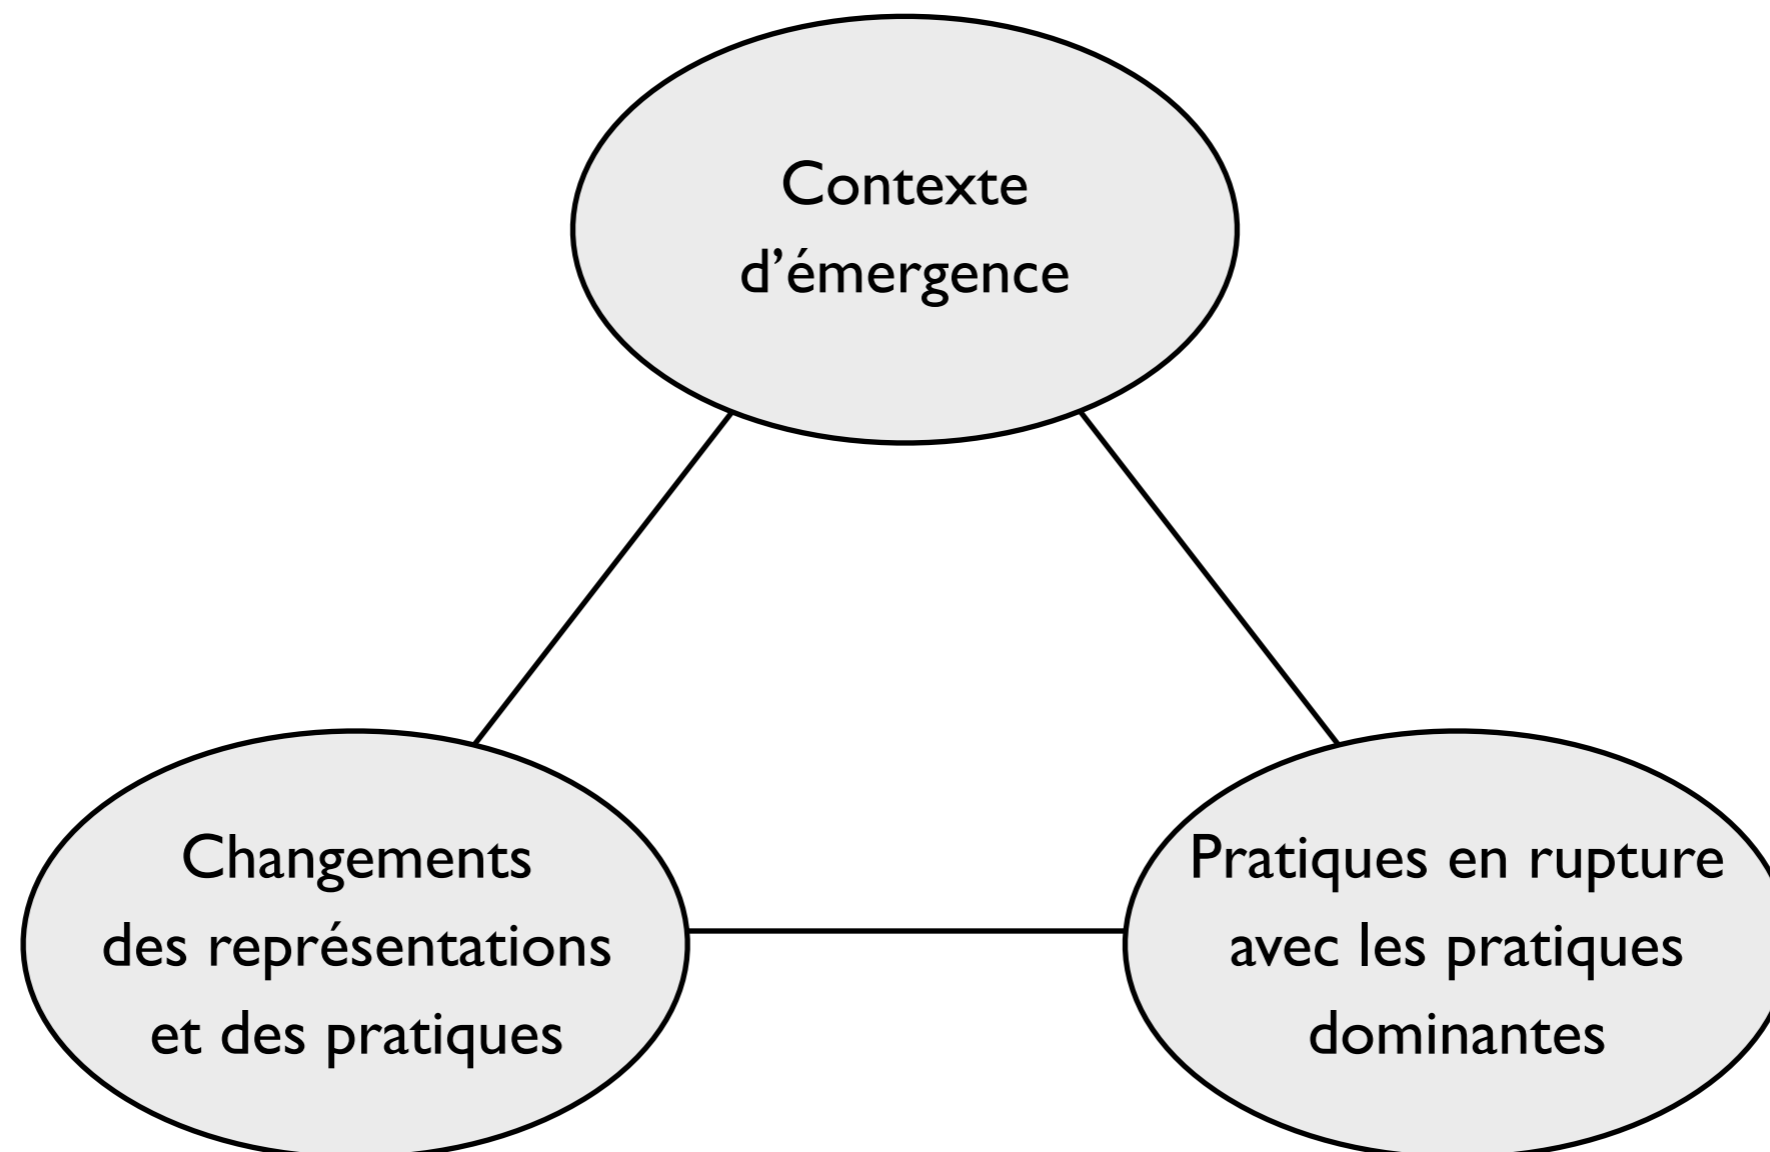 Contexte
d’émergence
Changements
des représentations
et des pratiques
Pratiques en rupture
avec les pratiques
dominantes